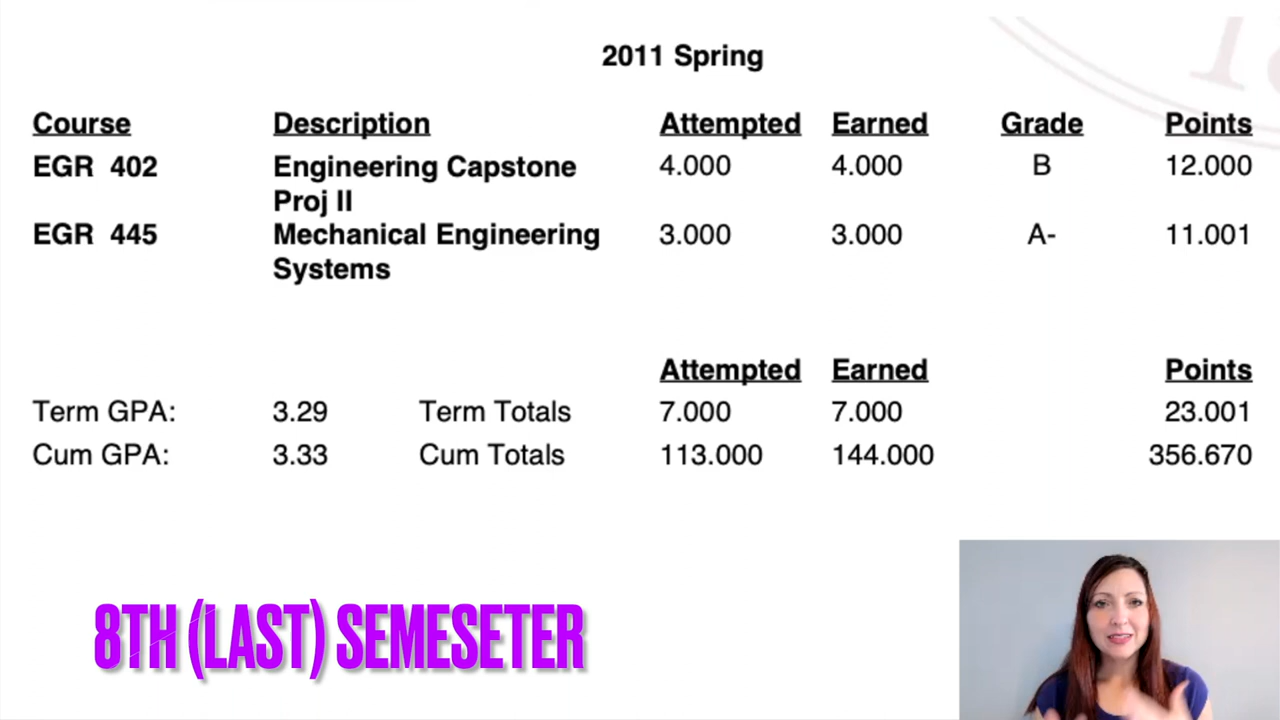 2011 Spring
Course Description Attempted Earned Grade Points
EGR 402 Engineering Capstone 4.000 4.000 B 12.000
Proj II
EGR 445 Mechanical Engineering 3.000 3.000 A- 11.001
Systems
Attempted Earned Points
Term GPA: 3.29 Term Totals 7.000 7.000 23.001
Cum GPA: 3.33 Cum Totals 113.000 144.000 356.670
8TH (LAST) SEMESETER